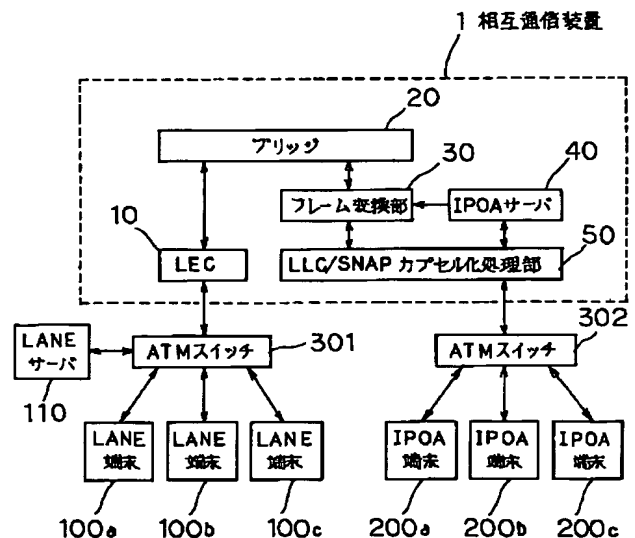 1 相互通信装置
20
ブリッジ
30
40
フレーム変換部
IPOAサーバ
10
50
LEC
LLC/SNAP カプセル化処理部
LANE
サーバ
110
ATMスイッチ
301
ATMスイッチ
302
LANE
端末
LANE
端末
LANE
端末
IPOA
端末
IPOA
端末
IPOA
端末
100a
100b
100c
200a
200b
200c